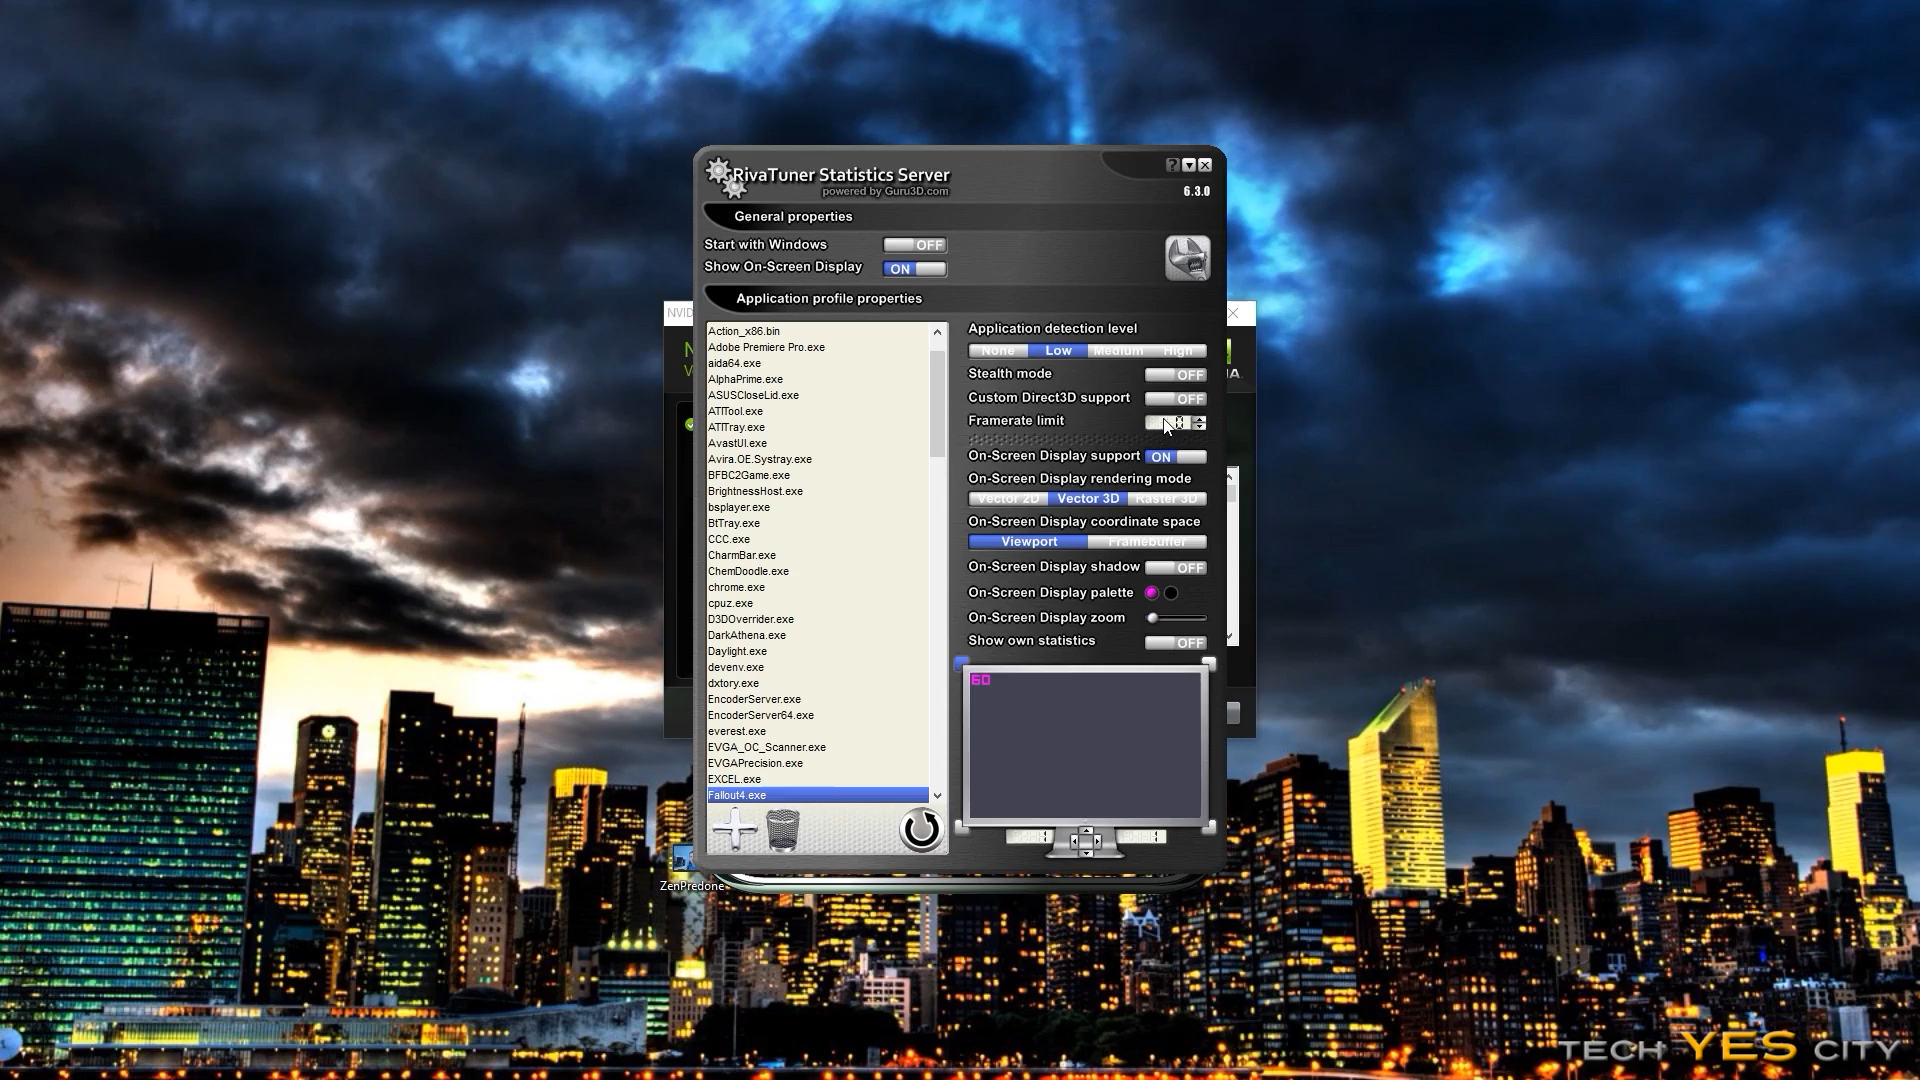 RivaTuner Statistics Server
powered by Guru3D.com
6.3.0
General properties
Start with Windows
OFF
Show On-Screen Display
ON
Application profile properties
NVID
Action_x86.bin
Adobe Premiere Pro.exe
aida64.exe
AlphaPrime.exe
ASUSCloseLid.exe
ATITool.exe
ATITray.exe
AvastUI.exe
Avira.OE.Systray.exe
BFBC2Game.exe
BrightnessHost.exe
bsplayer.exe
BtTray.exe
CCC.exe
CharmBar.exe
ChemDoodle.exe
chrome.exe
cpuz.exe
D3DOverrider.exe
DarkAthena.exe
Daylight.exe
devenv.exe
dxtory.exe
EncoderServer.exe
EncoderServer64.exe
everest.exe
EVGA_OC_Scanner.exe
EVGAPrecision.exe
EXCEL.exe
Fallout4.exe
Application detection level
None Low Medium High
Stealth mode OFF
Custom Direct3D support OFF
Framerate limit 0
On-Screen Display support ON
On-Screen Display rendering mode
Vector 2D Vector 3D Raster 3D
On-Screen Display coordinate space
Viewport Framebuffer
On-Screen Display shadow OFF
On-Screen Display palette
On-Screen Display zoom
Show own statistics OFF
60
1 1
ZenPredone
TECH YES CITY